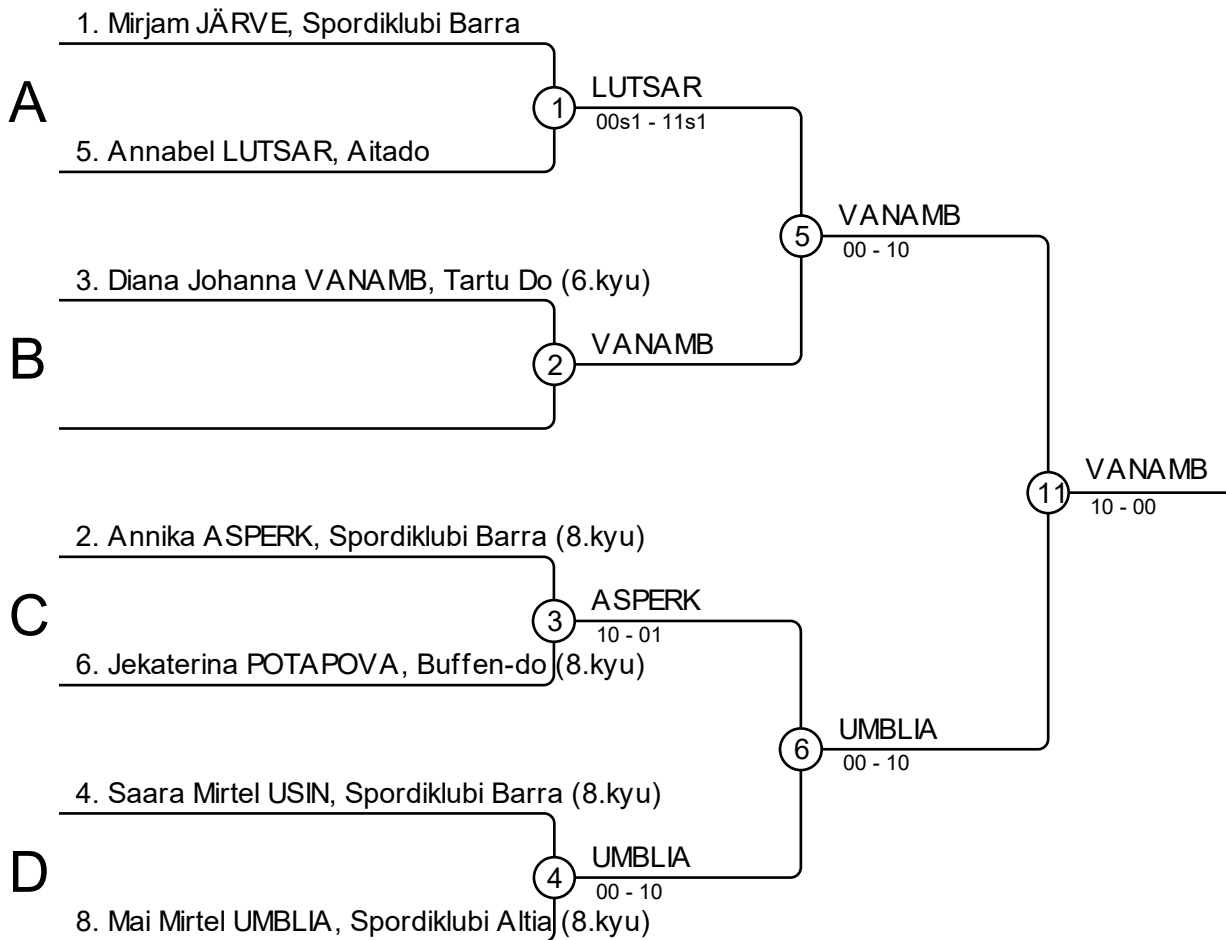 1. Mirjam JÄRVE, Spordiklubi Barra
A
1
LUTSAR
00s1 - 11s1
5. Annabel LUTSAR, Aitado
5
VANAMB
00 - 10
3. Diana Johanna VANAMB, Tartu Do (6.kyu)
B
2
VANAMB
11
VANAMB
10 - 00
2. Annika ASPERK, Spordiklubi Barra (8.kyu)
C
3
ASPERK
10 - 01
6. Jekaterina POTAPOVA, Buffen-do (8.kyu)
6
UMBLIA
00 - 10
4. Saara Mirtel USIN, Spordiklubi Barra (8.kyu)
D
4
UMBLIA
00 - 10
8. Mai Mirtel UMBLIA, Spordiklubi Altia (8.kyu)